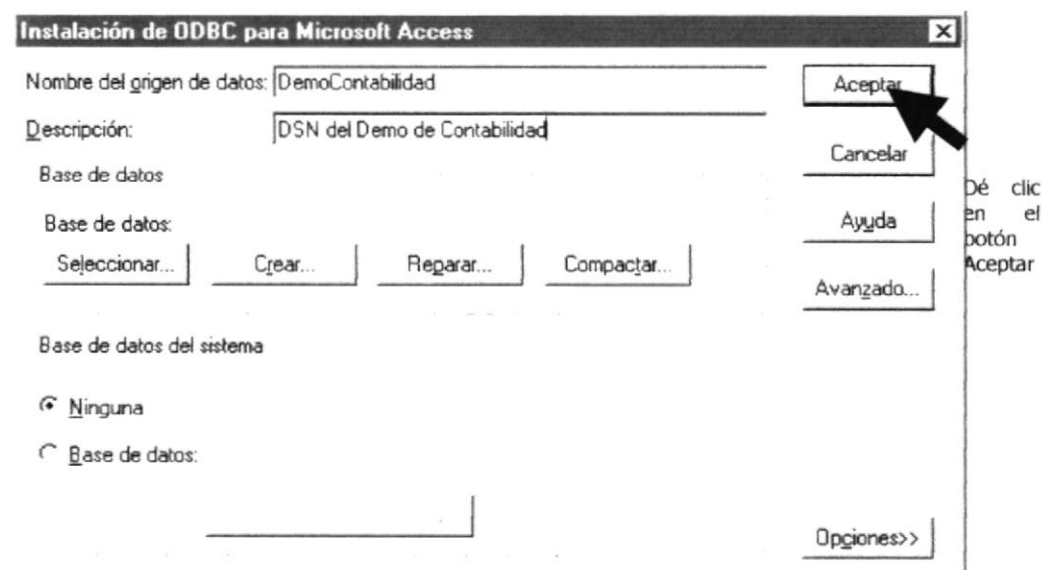 Instalación de ODBC para Microsoft Access
Nombre del origen de datos: DemoContabilidad
Aceptar
Descripción: DSN del Demo de Contabilidad
Cancelar
Base de datos
Dé clic
en el
botón
Aceptar
Base de datos:
Ayuda
Seleccionar... Crear... Reparar... Compactar...
Avanzado...
Base de datos del sistema
Ninguna
Base de datos:
Opciones>>